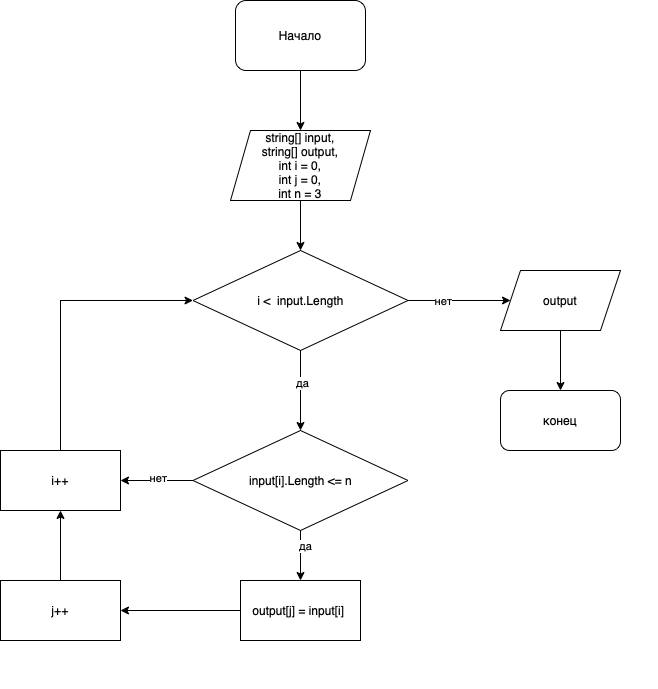 Начало
string[] input,
string[] output,
int i = 0,
int j = 0,
int n = 3
i < input.Length
нет
output
да
конец
input[i].Length <= n
нет
i++
да
output[j] = input[i]
j++